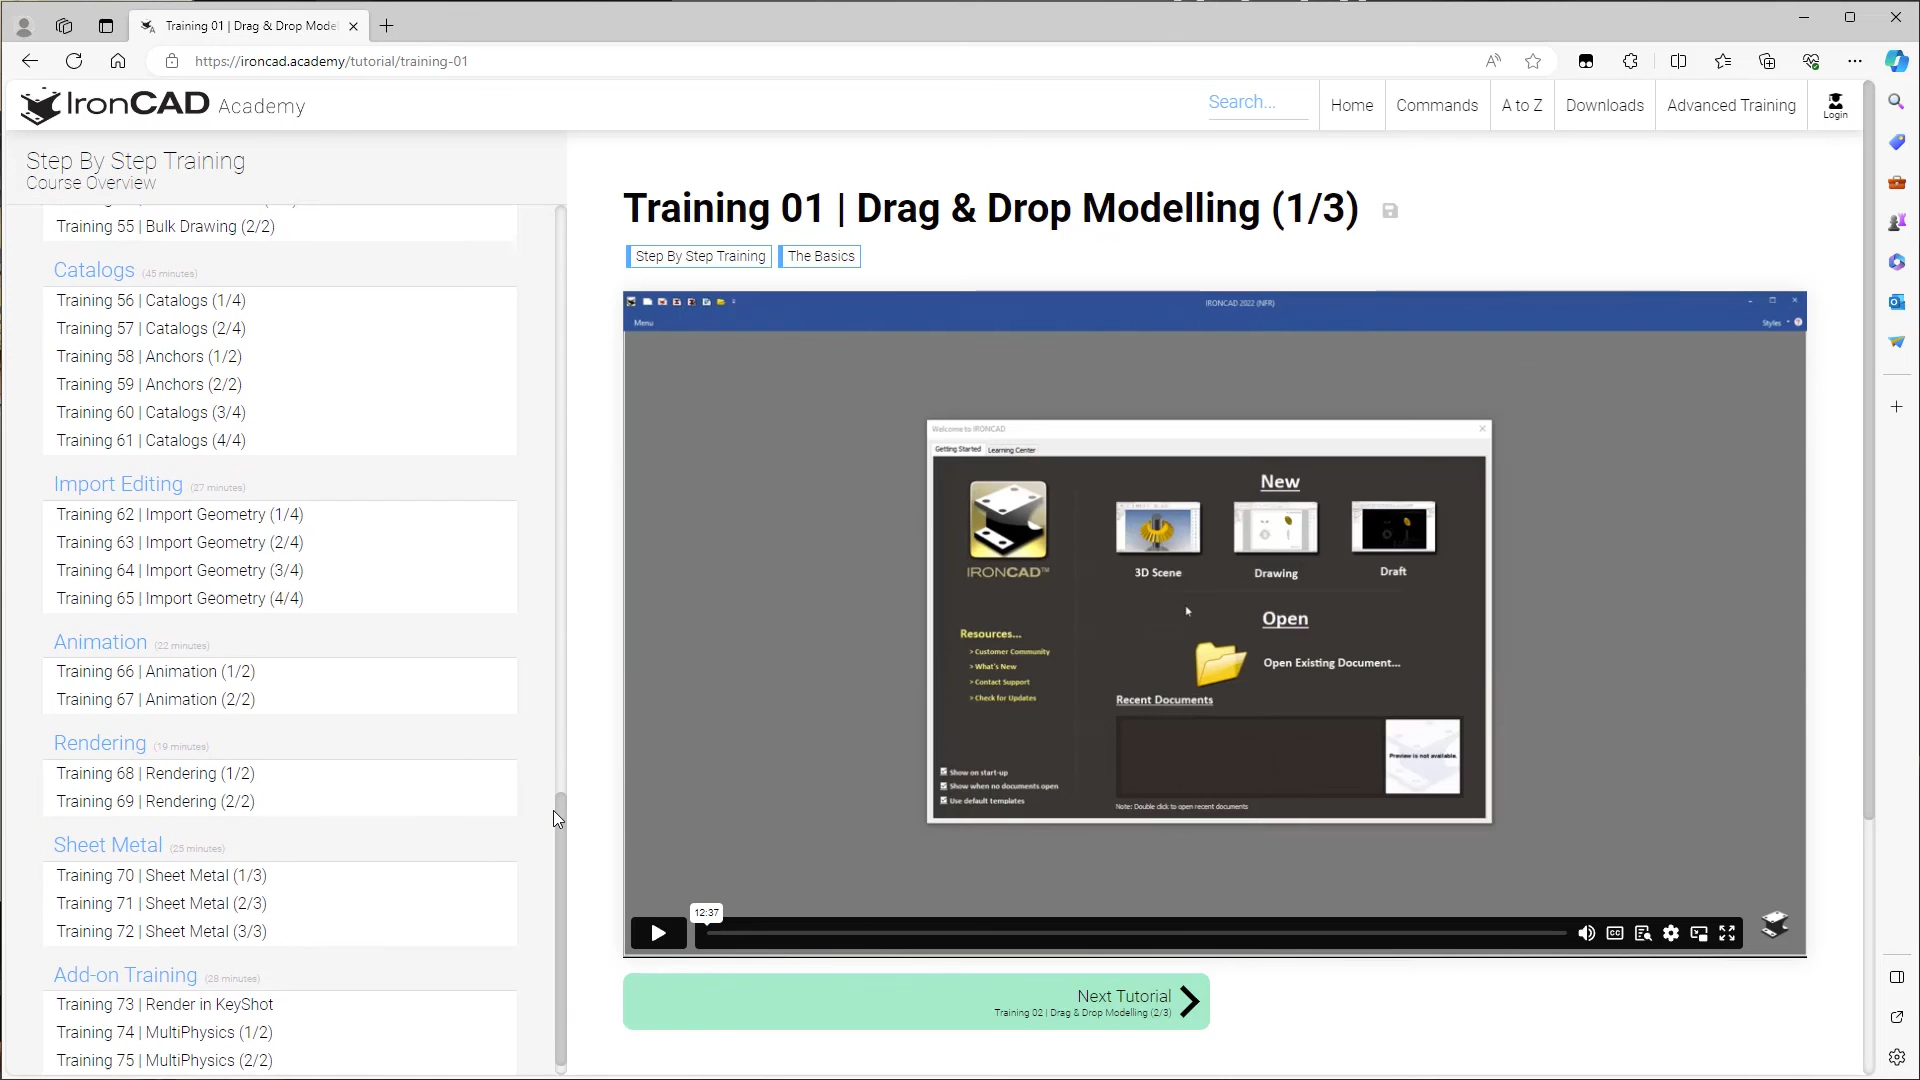 Training 01 | Drag & Drop Model
https://ironcad.academy/tutorial/training-01
IronCAD Academy
Search...
Home
Commands
A to Z
Downloads
Advanced Training
Login
Step By Step Training
Course Overview
Training 55 | Bulk Drawing (2/2)
Catalogs (45 minutes)
Training 56 | Catalogs (1/4)
Training 57 | Catalogs (2/4)
Training 58 | Anchors (1/2)
Training 59 | Anchors (2/2)
Training 60 | Catalogs (3/4)
Training 61 | Catalogs (4/4)
Import Editing (27 minutes)
Training 62 | Import Geometry (1/4)
Training 63 | Import Geometry (2/4)
Training 64 | Import Geometry (3/4)
Training 65 | Import Geometry (4/4)
Animation (22 minutes)
Training 66 | Animation (1/2)
Training 67 | Animation (2/2)
Rendering (19 minutes)
Training 68 | Rendering (1/2)
Training 69 | Rendering (2/2)
Sheet Metal (25 minutes)
Training 70 | Sheet Metal (1/3)
Training 71 | Sheet Metal (2/3)
Training 72 | Sheet Metal (3/3)
Add-on Training (28 minutes)
Training 73 | Render in KeyShot
Training 74 | MultiPhysics (1/2)
Training 75 | MultiPhysics (2/2)
Training 01 | Drag & Drop Modelling (1/3)
Step By Step Training
The Basics
IRONCAD 2022 (NFR)
Menu
Styles
Welcome to IRONCAD
Getting Started
Learning Center
IRONCAD™
New
3D Scene
Drawing
Draft
Open
Open Existing Document...
Resources...
> Customer Community
> What's New
> Contact Support
> Check for Updates
Recent Documents
Preview is not available.
Show on start-up
Show when no documents open
Use default templates
Note: Double click to open recent documents
12:37
CC
Next Tutorial
Training 02 | Drag & Drop Modelling (2/3)